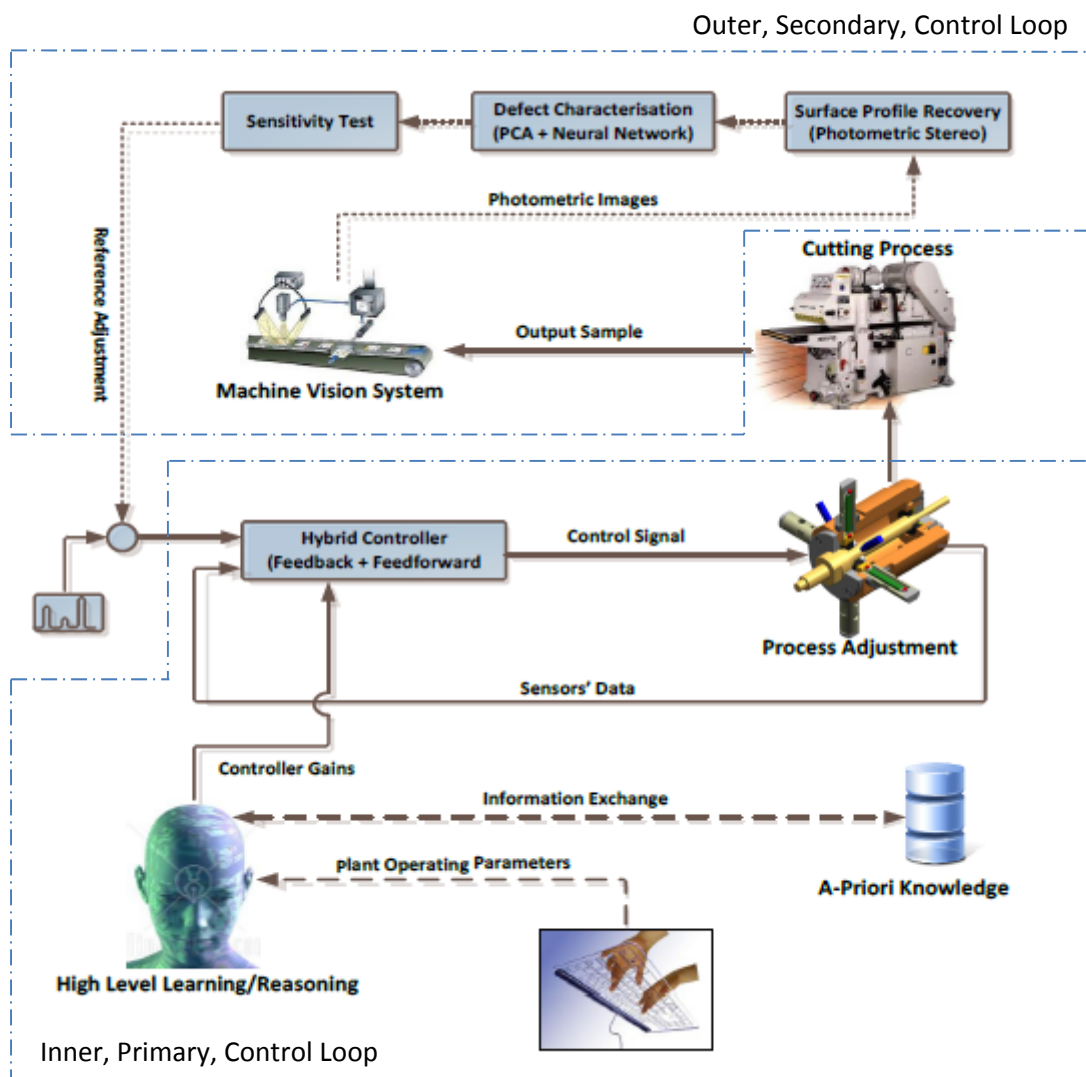 Outer, Secondary, Control Loop
Sensitivity Test
Defect Characterisation
(PCA + Neural Network)
Surface Profile Recovery
(Photometric Stereo)
Photometric Images
Reference Adjustment
Cutting Process
Output Sample
Machine Vision System
Hybrid Controller
(Feedback + Feedforward
Control Signal
Process Adjustment
Sensors' Data
Controller Gains
Information Exchange
Plant Operating Parameters
A-Priori Knowledge
High Level Learning/Reasoning
Inner, Primary, Control Loop